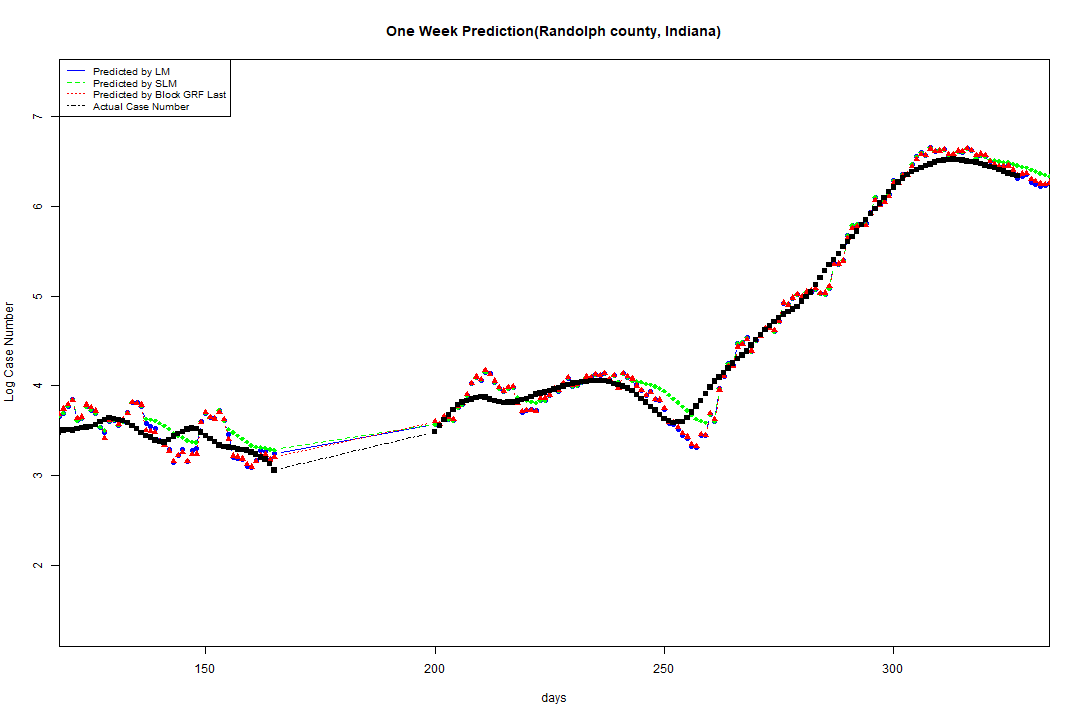 One Week Prediction(Randolph county, Indiana)
Predicted by LM
Predicted by SLM
Predicted by Block GRF Last
Actual Case Number
7
6
5
4
3
2
Log Case Number
150
200
250
300
days